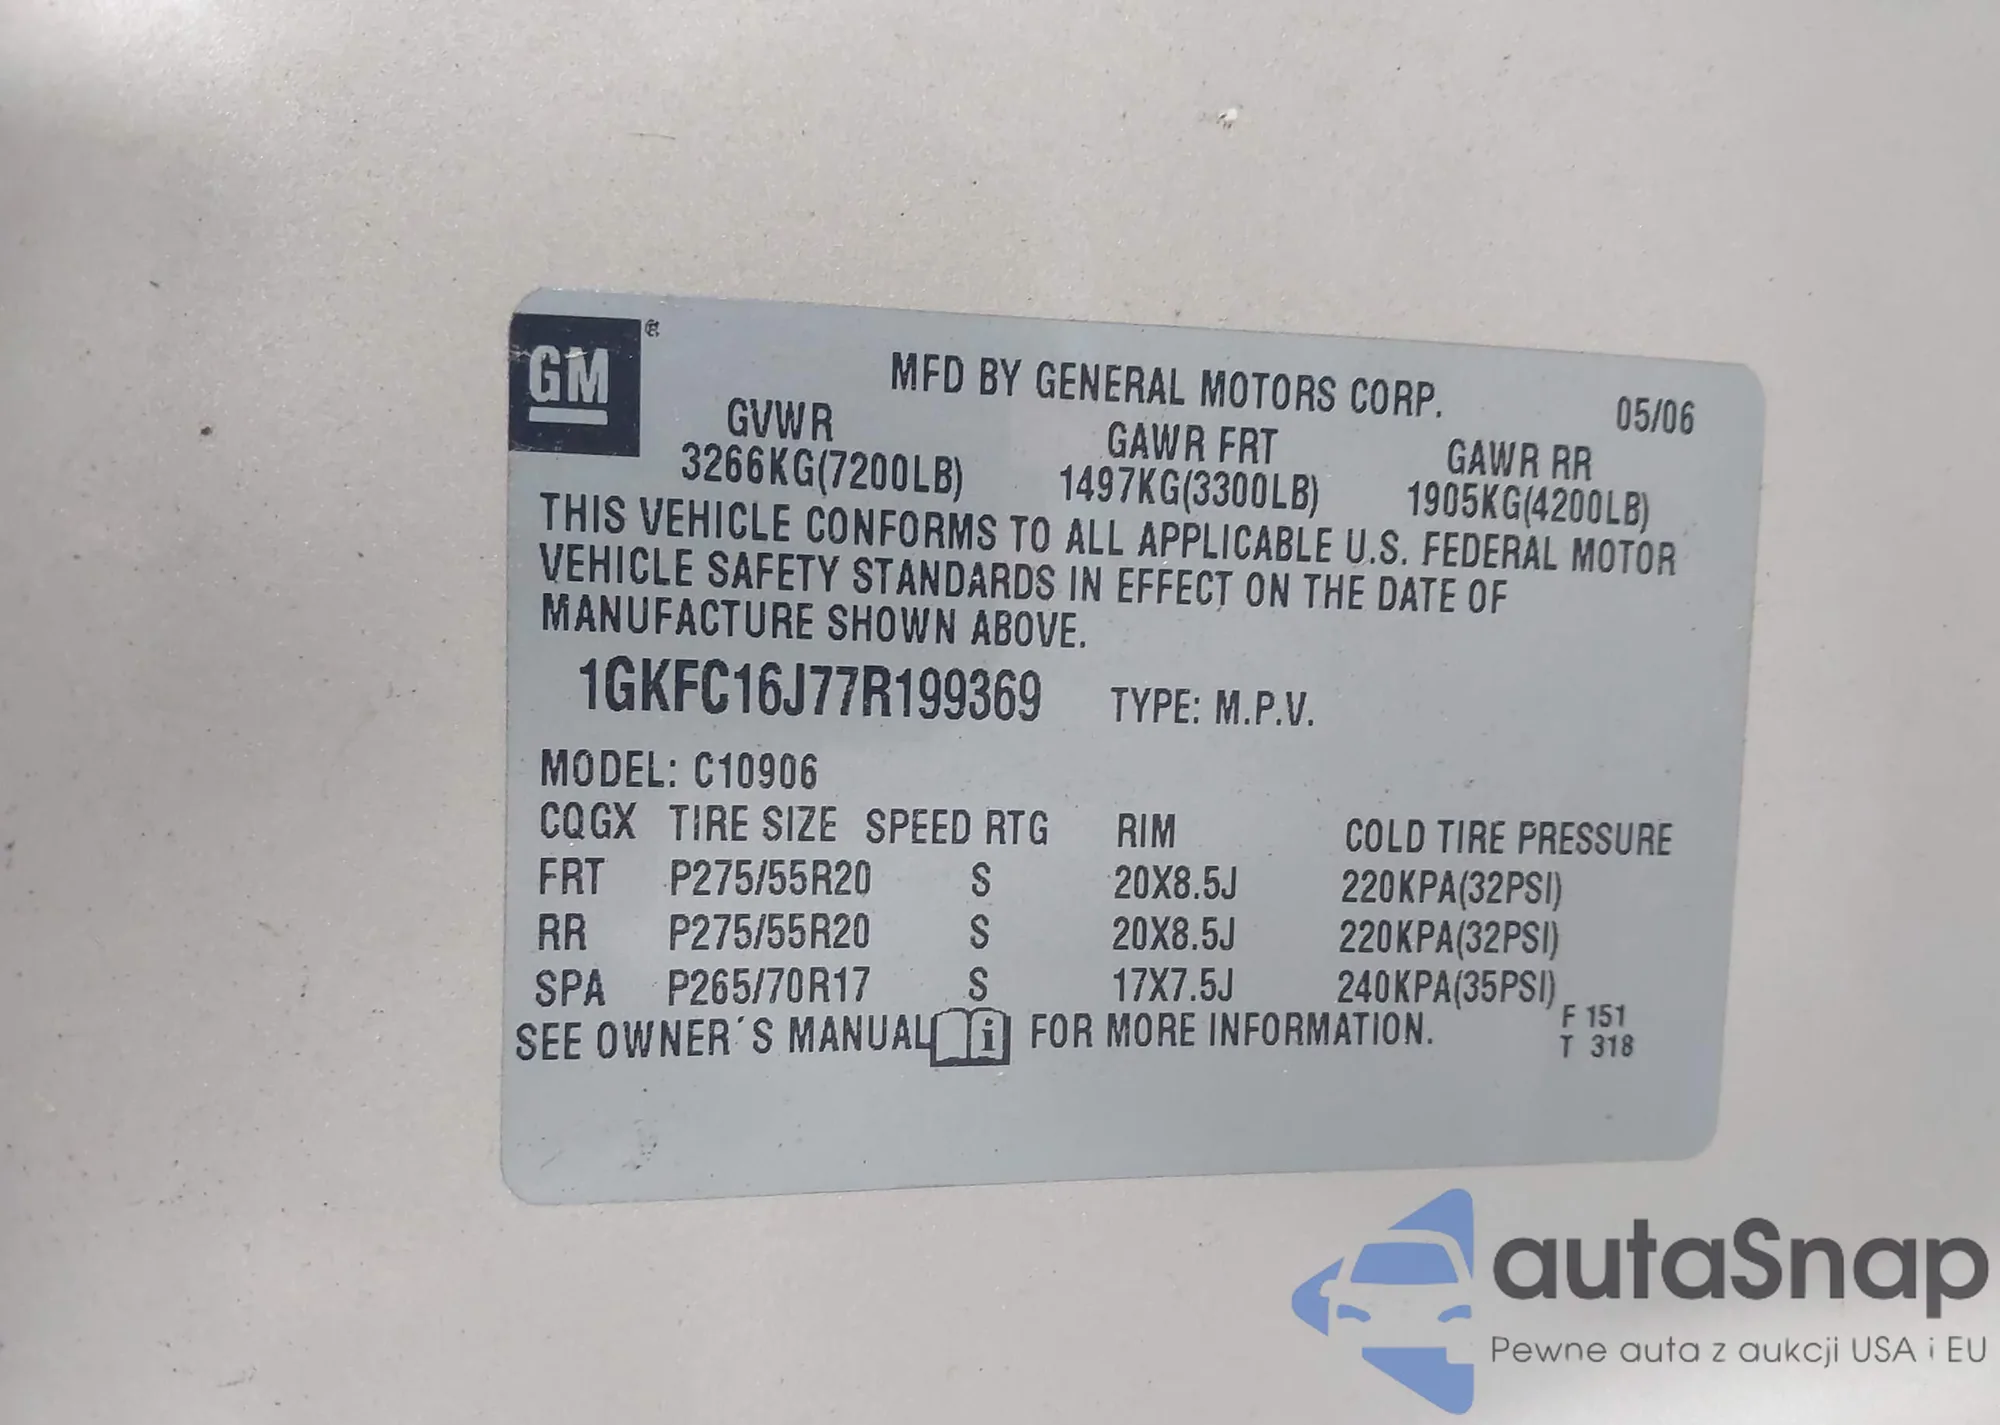 GM
MFD BY GENERAL MOTORS CORP. 05/06
GVWR GAWR FRT GAWR RR
3266KG(7200LB) 1497KG(3300LB) 1905KG(4200LB)
THIS VEHICLE CONFORMS TO ALL APPLICABLE U.S. FEDERAL MOTOR
VEHICLE SAFETY STANDARDS IN EFFECT ON THE DATE OF
MANUFACTURE SHOWN ABOVE.
1GKFC16J77R199369 TYPE: M.P.V.
MODEL: C10906
CQGX TIRE SIZE SPEED RTG RIM COLD TIRE PRESSURE
FRT P275/55R20 S 20X8.5J 220KPA(32PSI)
RR P275/55R20 S 20X8.5J 220KPA(32PSI)
SPA P265/70R17 S 17X7.5J 240KPA(35PSI)
SEE OWNER´S MANUAL i FOR MORE INFORMATION.
F 151
T 318
autaSnap
Pewne auta z aukcji USA i EU